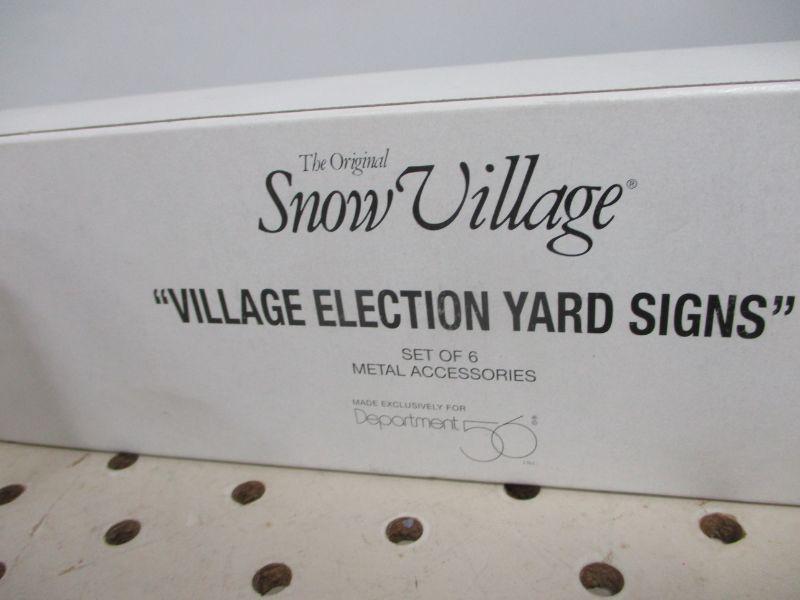 The Original
Snow Village®
“VILLAGE ELECTION YARD SIGNS”
SET OF 6
METAL ACCESSORIES
MADE EXCLUSIVELY FOR
Department 56®